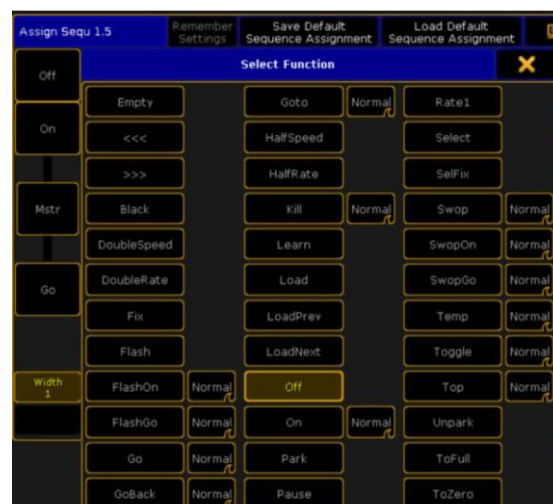 Assign Sequ 1.5
Remember Settings
Save Default Sequence Assignment
Load Default Sequence Assignment
Select Function
Off
On
Mstr
Go
Width 1
Empty
Goto Normal
Rate1
<<<
HalfSpeed
Select
>>>
HalfRate
SelFix
Black
Kill Normal
Swop Normal
DoubleSpeed
Learn
SwopOn Normal
DoubleRate
Load
SwopGo Normal
Fix
LoadPrev
Temp Normal
Flash
LoadNext
Toggle Normal
FlashOn Normal
Off
Top Normal
FlashGo Normal
On Normal
Unpark
Go Normal
Park
ToFull
GoBack Normal
Pause
ToZero